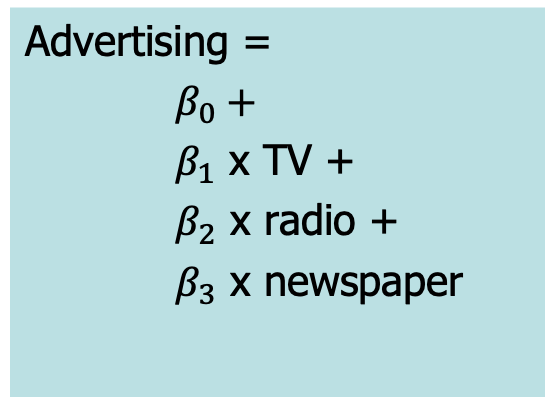 Advertising =
β₀ +
β₁ x TV +
β₂ x radio +
β₃ x newspaper